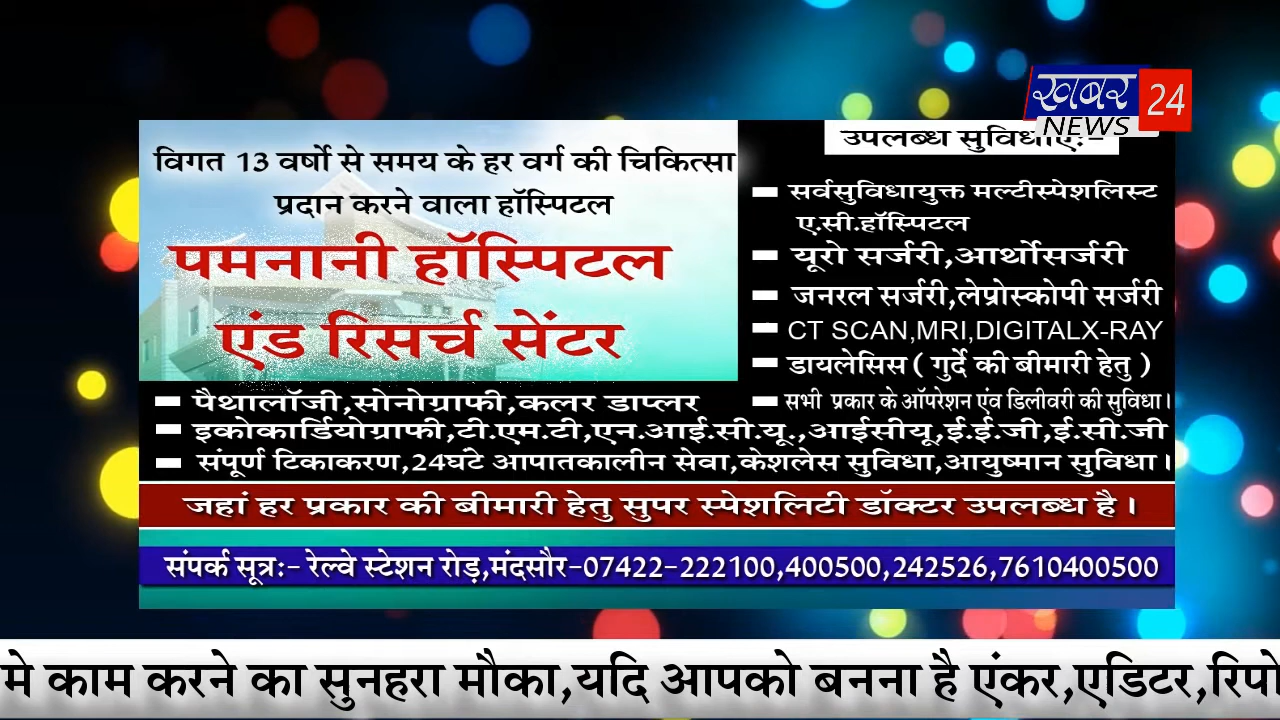 खबर
24
NEWS
विगत 13 वर्षो से समय के हर वर्ग की चिकित्सा
प्रदान करने वाला हॉस्पिटल
पमनानी हॉस्पिटल
एंड रिसर्च सेंटर
उपलब्ध सुविधाएः-
सर्वसुविधायुक्त मल्टीस्पेशलिस्ट
ए.सी.हॉस्पिटल
यूरो सर्जरी,आर्थोसर्जरी
जनरल सर्जरी,लेप्रोस्कोपी सर्जरी
CT SCAN,MRI,DIGITALX-RAY
डायलेसिस ( गुर्दे की बीमारी हेतु )
सभी प्रकार के ऑपरेशन एंव डिलीवरी की सुविधा।
पैथालॉजी,सोनोग्राफी,कलर डाप्लर
इकोकार्डियोग्राफी,टी.एम.टी,एन.आई.सी.यू.,आईसीयू,ई.ई.जी,ई.सी.जी
संपूर्ण टिकाकरण,24घंटे आपातकालीन सेवा,केशलेस सुविधा,आयुष्मान सुविधा।
जहां हर प्रकार की बीमारी हेतु सुपर स्पेशलिटी डॉक्टर उपलब्ध है।
संपर्क सूत्रः- रेल्वे स्टेशन रोड़,मंदसौर-07422-222100,400500,242526,7610400500
मे काम करने का सुनहरा मौका,यदि आपको बनना है एंकर,एडिटर,रिपो